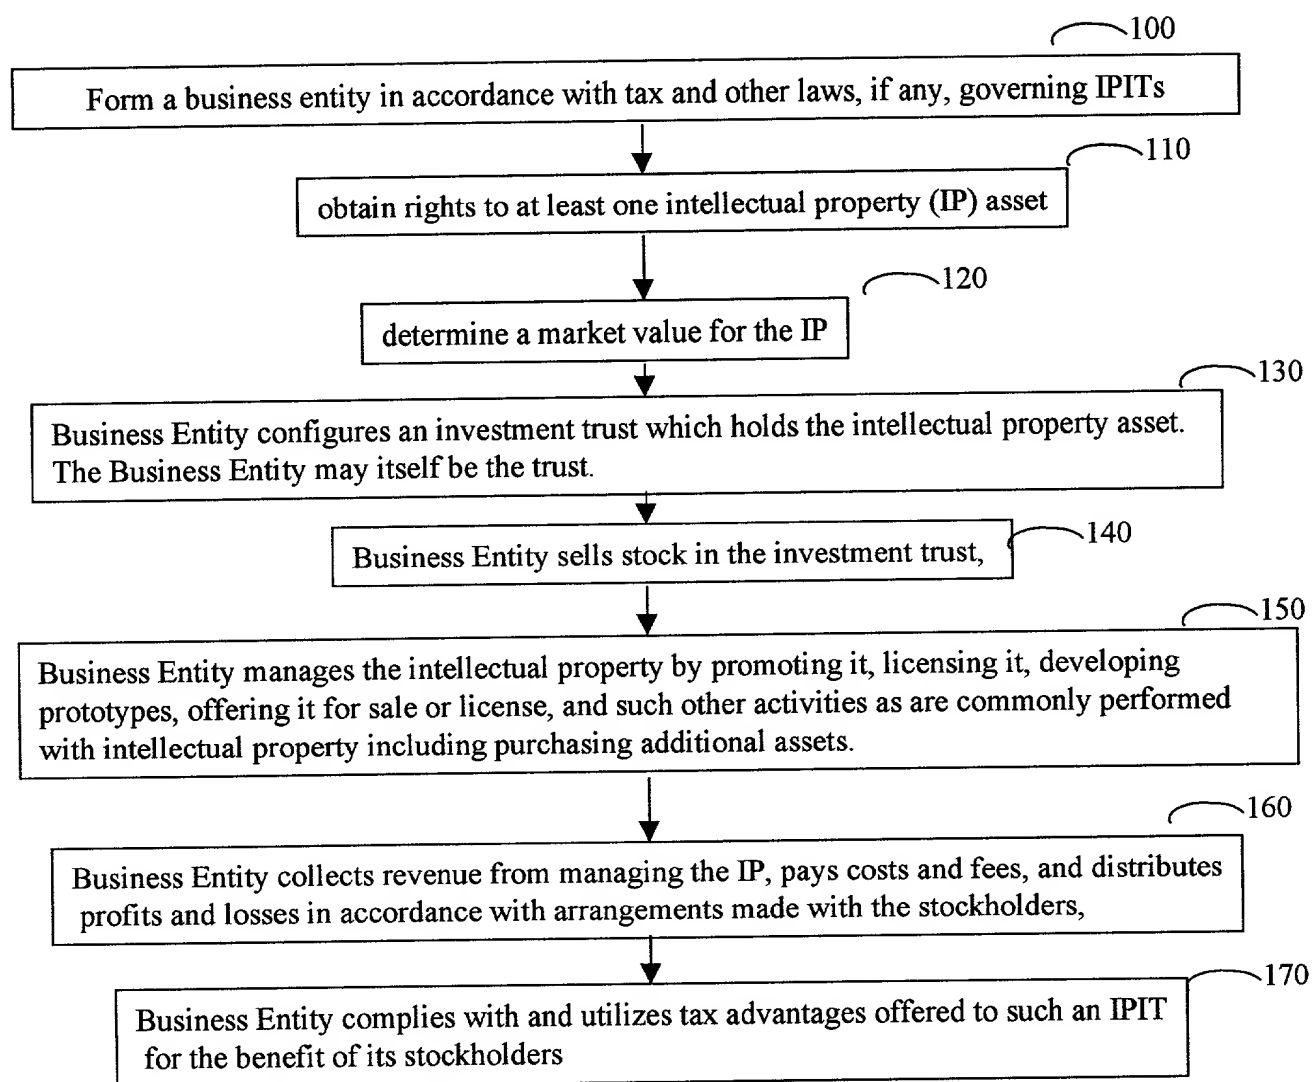 100
Form a business entity in accordance with tax and other laws, if any, governing IPITs
110
obtain rights to at least one intellectual property (IP) asset
120
determine a market value for the IP
130
Business Entity configures an investment trust which holds the intellectual property asset.
The Business Entity may itself be the trust.
140
Business Entity sells stock in the investment trust,
150
Business Entity manages the intellectual property by promoting it, licensing it, developing
prototypes, offering it for sale or license, and such other activities as are commonly performed
with intellectual property including purchasing additional assets.
160
Business Entity collects revenue from managing the IP, pays costs and fees, and distributes
profits and losses in accordance with arrangements made with the stockholders,
170
Business Entity complies with and utilizes tax advantages offered to such an IPIT
for the benefit of its stockholders